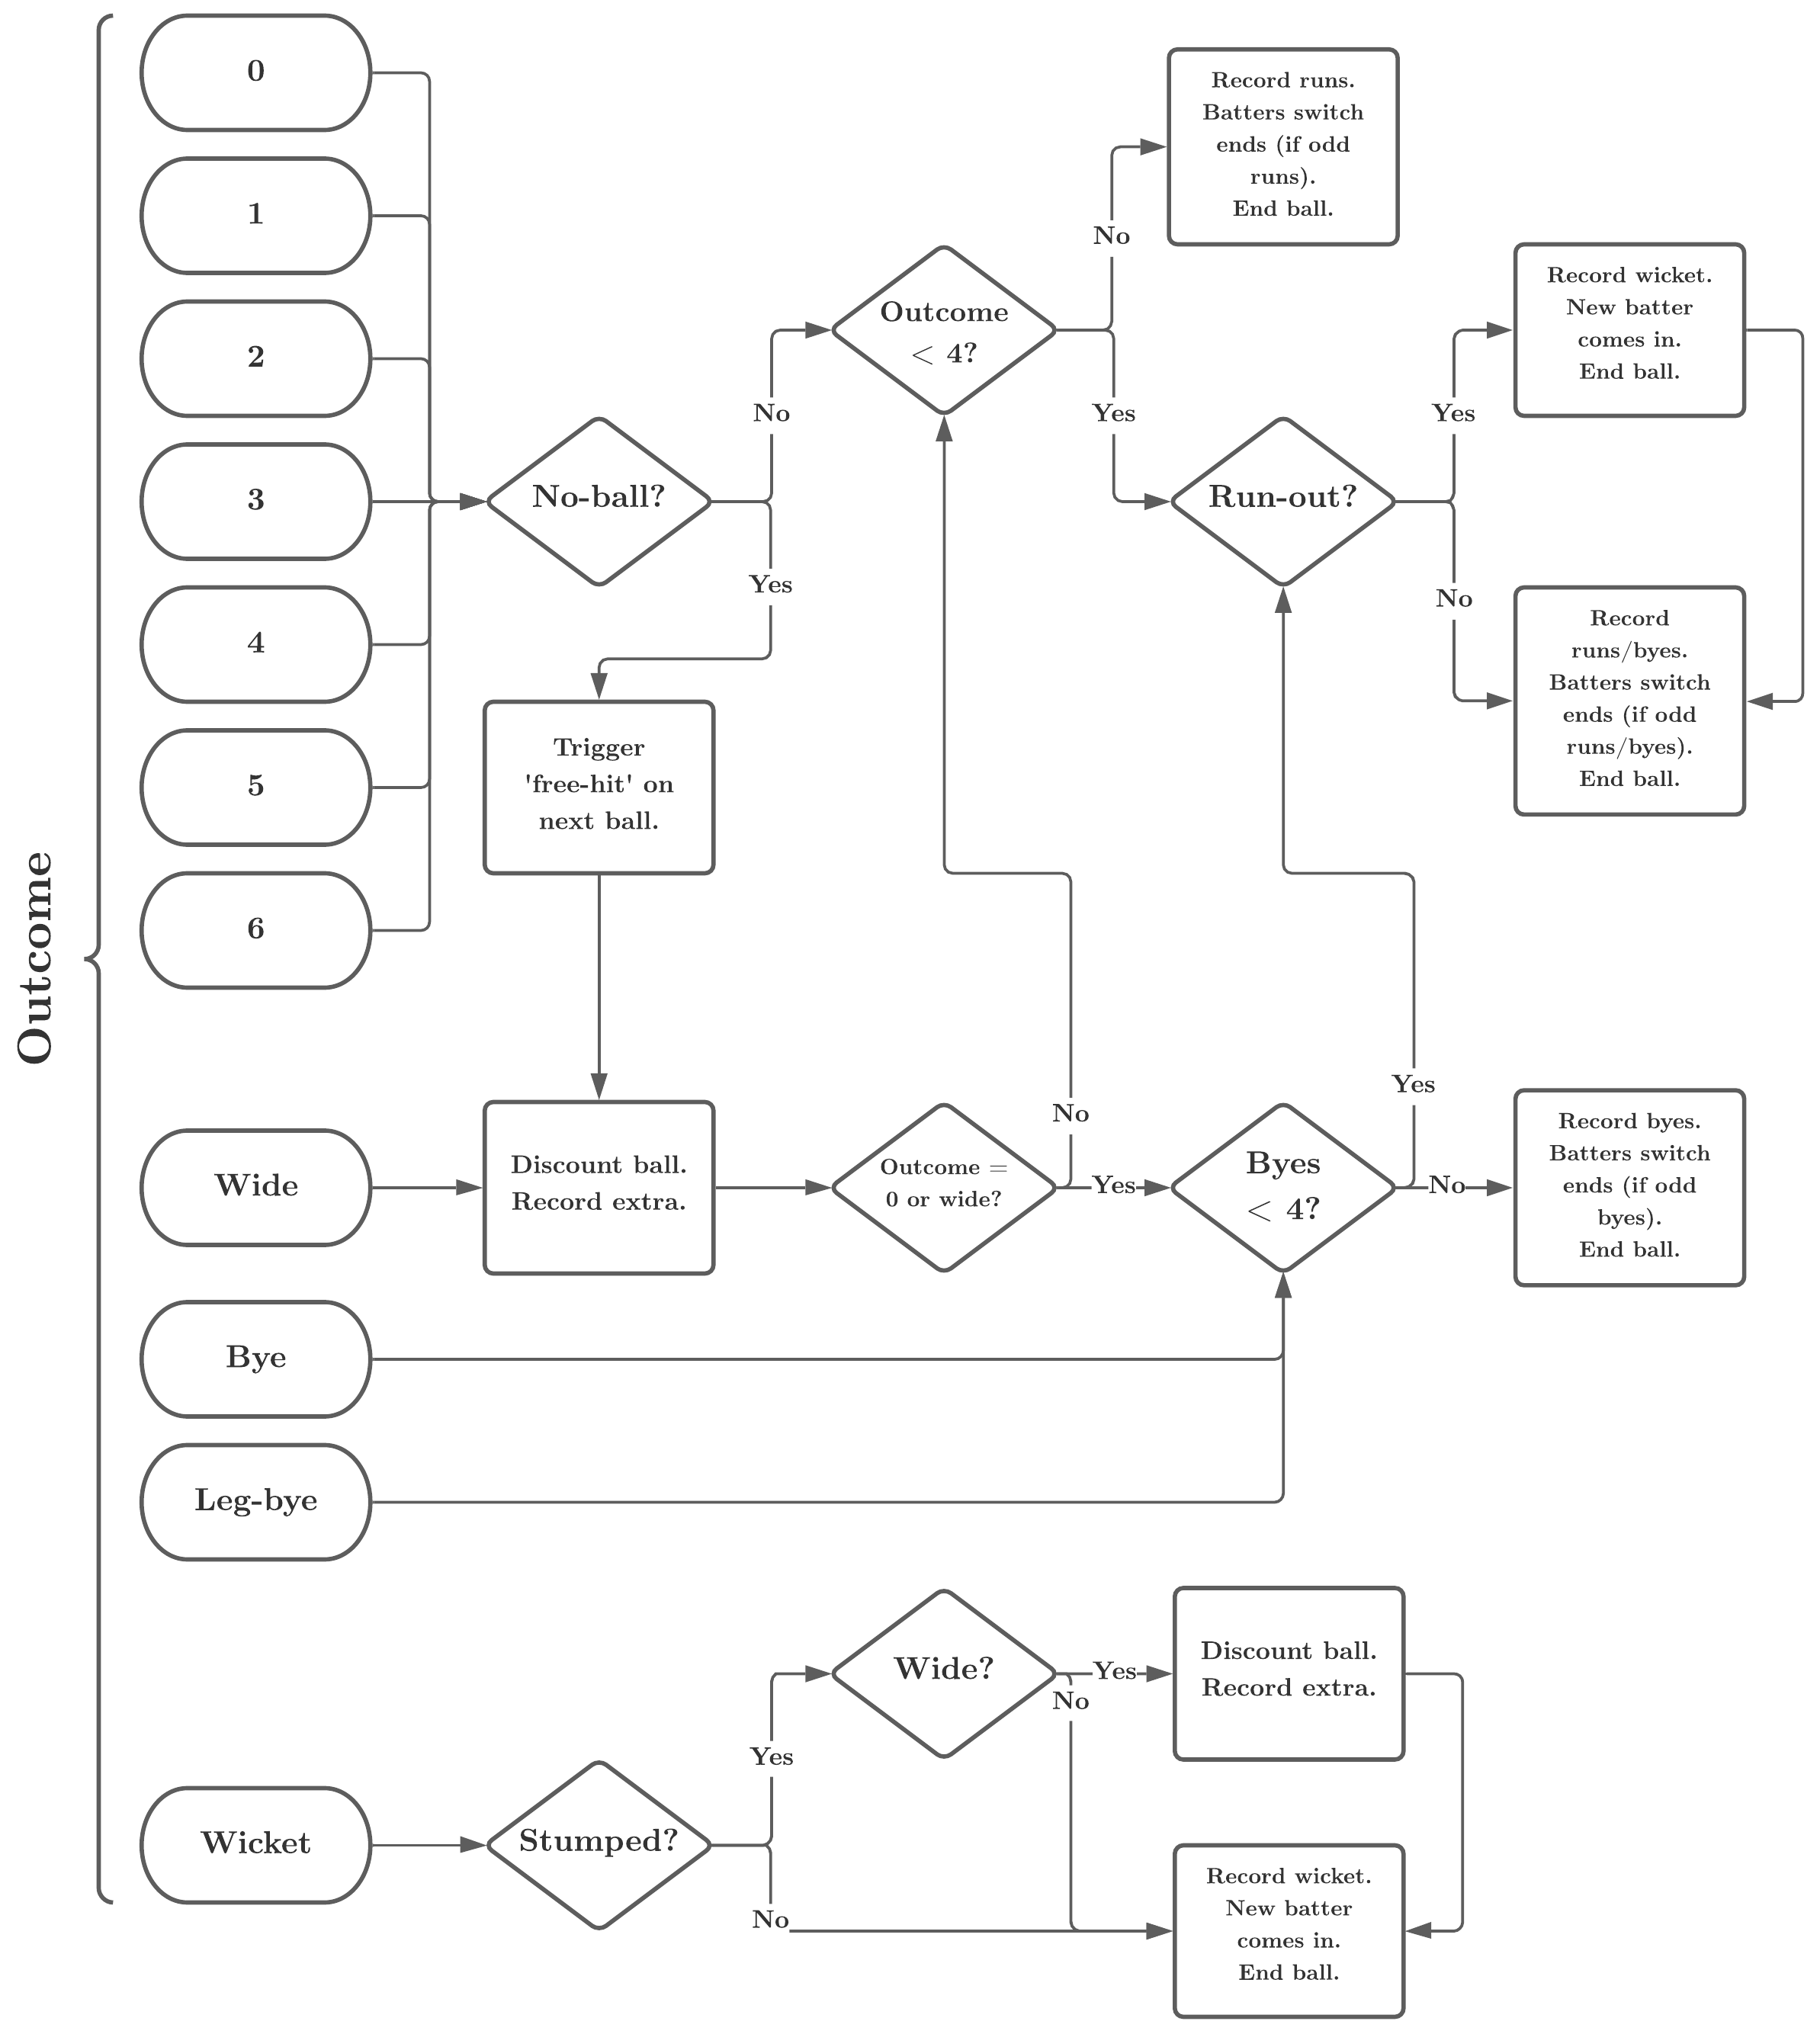 Outcome
0
1
2
3
4
5
6
Wide
Bye
Leg-bye
Wicket
No-ball?
No
Yes
Trigger
'free-hit' on
next ball.
Discount ball.
Record extra.
Outcome
< 4?
No
Yes
Record runs.
Batters switch
ends (if odd
runs).
End ball.
Run-out?
Yes
No
Record wicket.
New batter
comes in.
End ball.
Record
runs/byes.
Batters switch
ends (if odd
runs/byes).
End ball.
Outcome =
0 or wide?
No
Yes
Byes
< 4?
Yes
No
Record byes.
Batters switch
ends (if odd
byes).
End ball.
Stumped?
Yes
No
Wide?
Yes
No
Discount ball.
Record extra.
Record wicket.
New batter
comes in.
End ball.